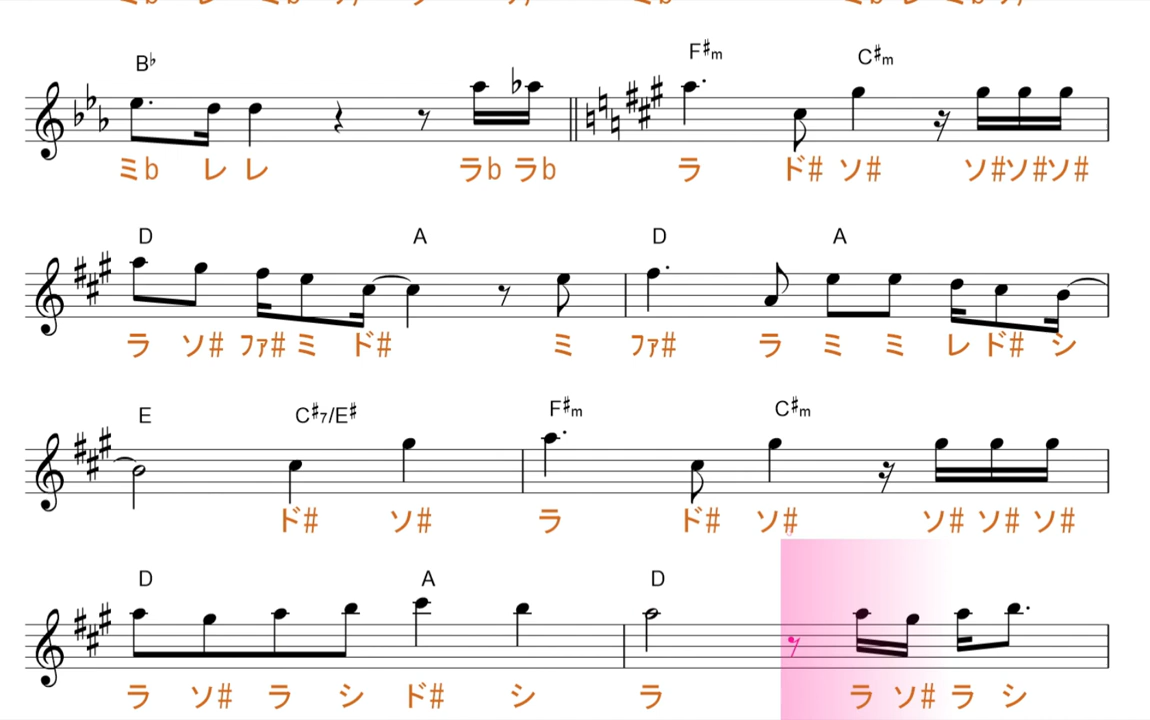 B♭ F♯m C♯m
ミb レ レ ラb ラb ラ ド# ソ# ソ# ソ# ソ#
D A D A
ラ ソ# ファ# ミ ド# ミ ファ# ラ ミ ミ レ ド# シ
E C♯7/E♯ F♯m C♯m
ド# ソ# ラ ド# ソ# ソ# ソ# ソ#
D A D
ラ ソ# ラ シ ド# シ ラ ラ ソ# ラ シ